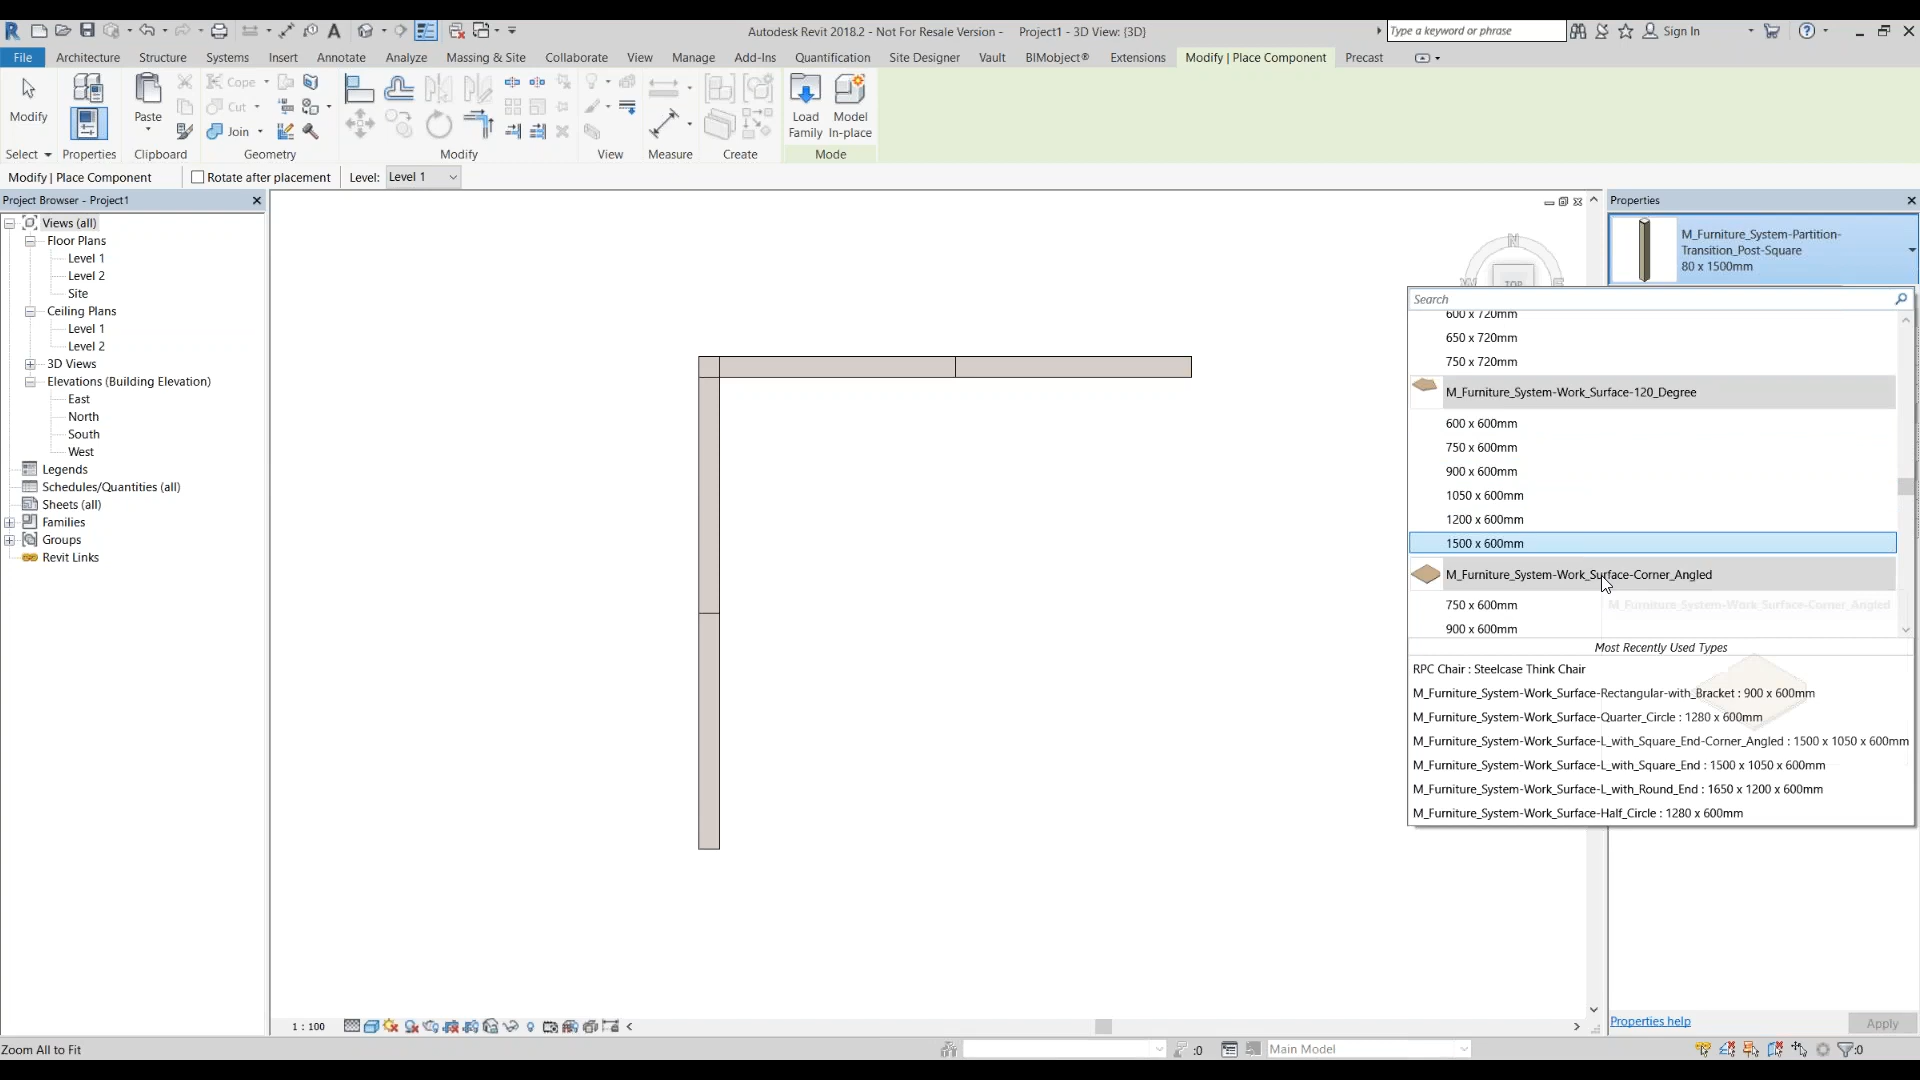 Autodesk Revit 2018.2 - Not For Resale Version - Project1 - 3D View: {3D}
Type a keyword or phrase
Sign In
File Architecture Structure Systems Insert Annotate Analyze Massing & Site Collaborate View Manage Add-Ins Quantification Site Designer Vault BIMobject® Extensions Modify | Place Component Precast
Cope
Cut
Join
Modify
Paste
Load Family
Model In-place
Select Properties Clipboard Geometry Modify View Measure Create Mode
Modify | Place Component Rotate after placement Level: Level 1
Project Browser - Project1
Views (all)
Floor Plans
Level 1
Level 2
Site
Ceiling Plans
Level 1
Level 2
3D Views
Elevations (Building Elevation)
East
North
South
West
Legends
Schedules/Quantities (all)
Sheets (all)
Families
Groups
Revit Links
N
W
TOP
Properties
M_Furniture_System-Partition-
Transition_Post-Square
80 x 1500mm
Search
600 x 720mm
650 x 720mm
750 x 720mm
M_Furniture_System-Work_Surface-120_Degree
600 x 600mm
750 x 600mm
900 x 600mm
1050 x 600mm
1200 x 600mm
1500 x 600mm
M_Furniture_System-Work_Surface-Corner_Angled
750 x 600mm
M_Furniture_System-Work_Surface-Corner_Angled
900 x 600mm
Most Recently Used Types
RPC Chair : Steelcase Think Chair
M_Furniture_System-Work_Surface-Rectangular-with_Bracket : 900 x 600mm
M_Furniture_System-Work_Surface-Quarter_Circle : 1280 x 600mm
M_Furniture_System-Work_Surface-L_with_Square_End-Corner_Angled : 1500 x 1050 x 600mm
M_Furniture_System-Work_Surface-L_with_Square_End : 1500 x 1050 x 600mm
M_Furniture_System-Work_Surface-L_with_Round_End : 1650 x 1200 x 600mm
M_Furniture_System-Work_Surface-Half_Circle : 1280 x 600mm
Properties help
Apply
1 : 100
Zoom All to Fit
:0
Main Model
:0